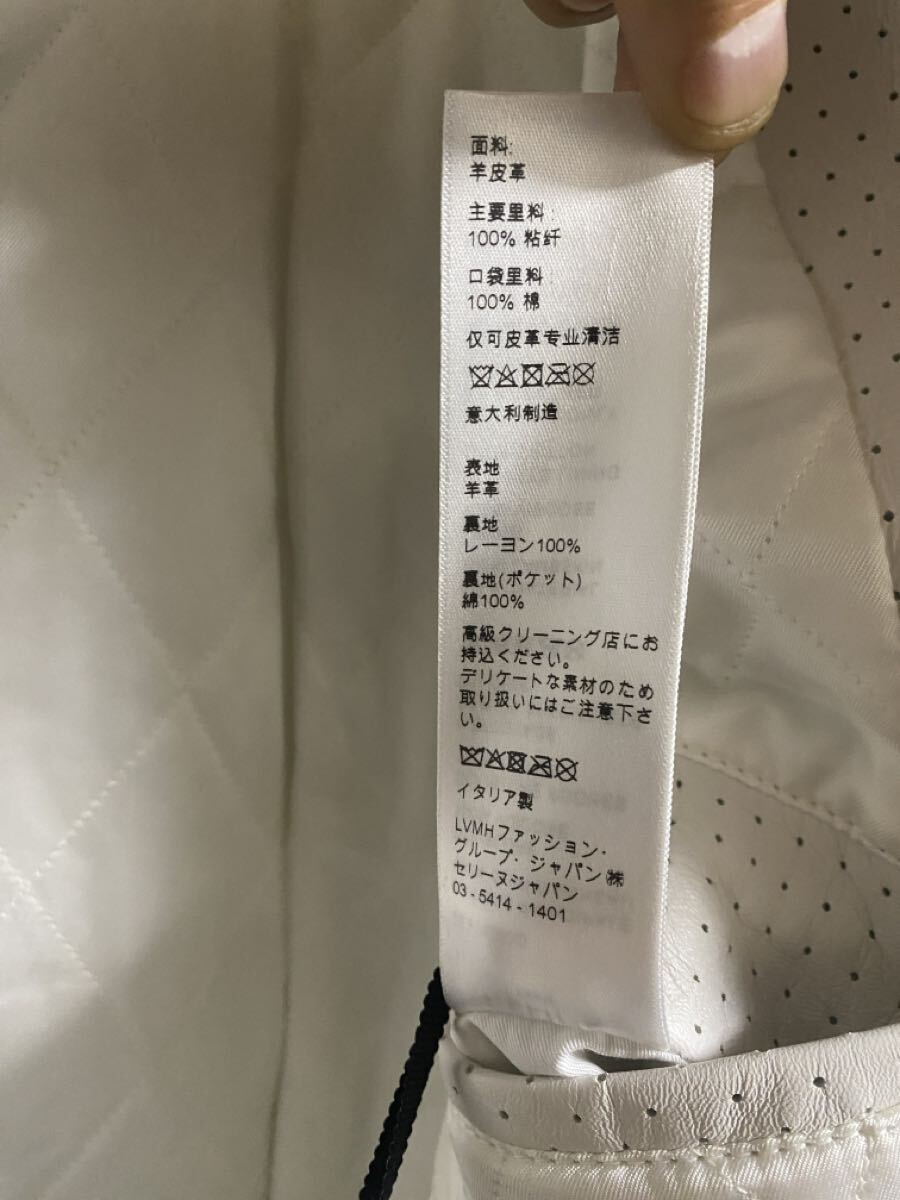 面料:
羊皮革
主要里料:
100% 粘纤
口袋里料:
100% 棉
仅可皮革专业清洁
意大利制造
表地
羊革
裏地
レーヨン100%
裏地(ポケット)
綿100%
高級クリーニング店にお
持込ください。
デリケートな素材のため
取り扱いにはご注意下さ
い。
イタリア製
LVMHファッション・
グループ・ジャパン㈱
セリーヌジャパン
03 - 5414 - 1401